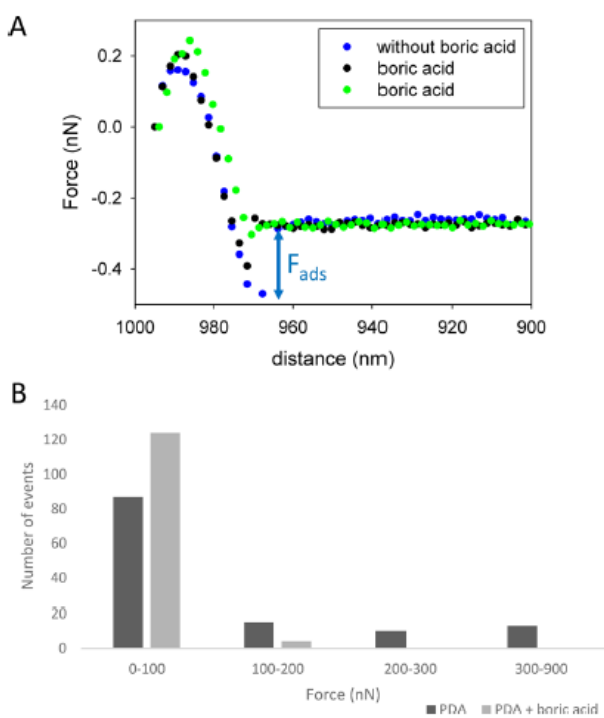 A
without boric acid
boric acid
boric acid
0.2
0.0
-0.2
-0.4
Force (nN)
F_ads
1000 980 960 940 920 900
distance (nm)
B
140
120
100
80
60
40
20
0
Number of events
0-100 100-200 200-300 300-900
Force (nN)
PDA PDA + boric acid